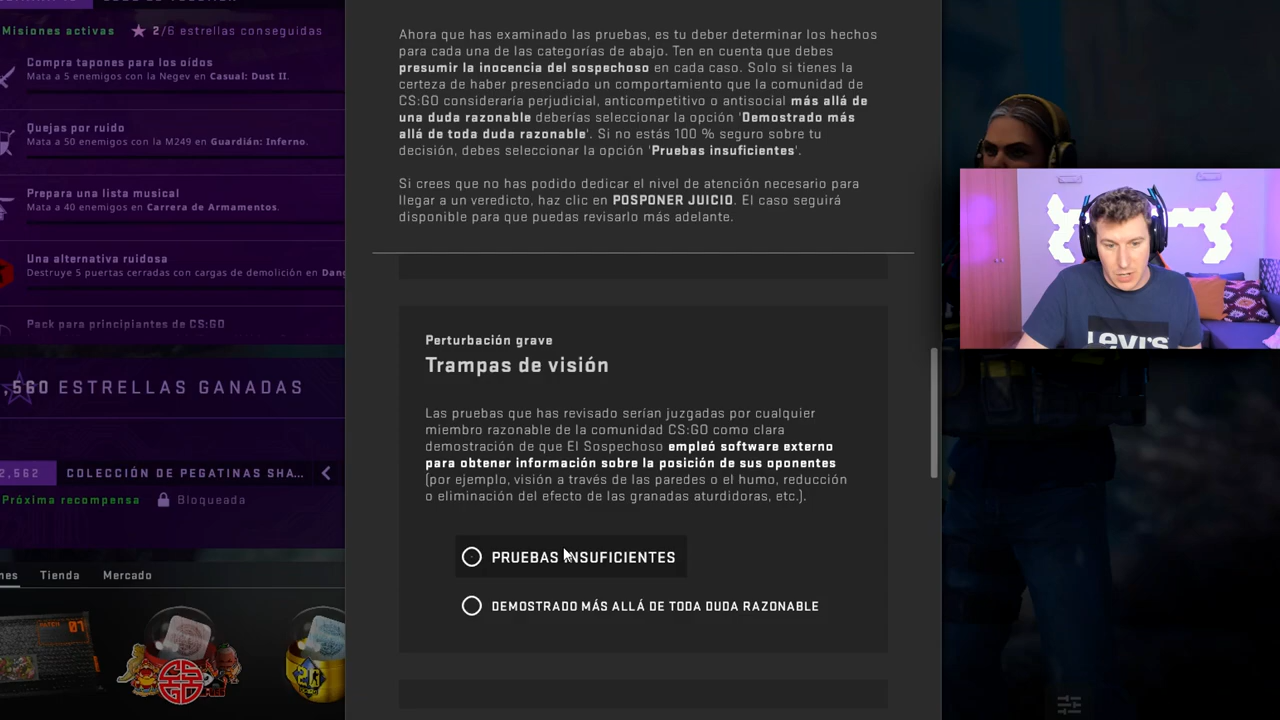 Misiones activas ★ 2/6 estrellas conseguidas
Compra tapones para los oídos
Mata a 5 enemigos con la Negev en Casual: Dust II.
Quejas por ruido
Mata a 50 enemigos con la M249 en Guardián: Inferno.
Prepara una lista musical
Mata a 40 enemigos en Carrera de Armamentos.
Una alternativa ruidosa
Destruye 5 puertas cerradas con cargas de demolición en Dang
Pack para principiantes de CS:GO
,560 ESTRELLAS GANADAS
2,562 COLECCIÓN DE PEGATINAS SHA...
Próxima recompensa Bloqueada
nes Tienda Mercado
Ahora que has examinado las pruebas, es tu deber determinar los hechos
para cada una de las categorías de abajo. Ten en cuenta que debes
presumir la inocencia del sospechoso en cada caso. Solo si tienes la
certeza de haber presenciado un comportamiento que la comunidad de
CS:GO consideraría perjudicial, anticompetitivo o antisocial más allá de
una duda razonable deberías seleccionar la opción 'Demostrado más
allá de toda duda razonable'. Si no estás 100 % seguro sobre tu
decisión, debes seleccionar la opción 'Pruebas insuficientes'.
Si crees que no has podido dedicar el nivel de atención necesario para
llegar a un veredicto, haz clic en POSPONER JUICIO. El caso seguirá
disponible para que puedas revisarlo más adelante.
Perturbación grave
Trampas de visión
Las pruebas que has revisado serían juzgadas por cualquier
miembro razonable de la comunidad CS:GO como clara
demostración de que El Sospechoso empleó software externo
para obtener información sobre la posición de sus oponentes
(por ejemplo, visión a través de las paredes o el humo, reducción
o eliminación del efecto de las granadas aturdidoras, etc.).
PRUEBAS INSUFICIENTES
DEMOSTRADO MÁS ALLÁ DE TODA DUDA RAZONABLE
Levi's